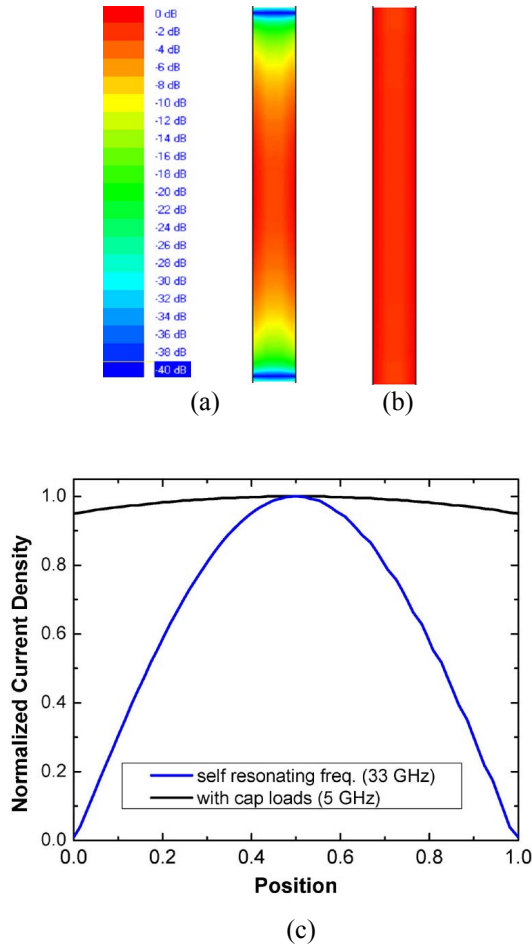 0 dB
-2 dB
-4 dB
-6 dB
-8 dB
-10 dB
-12 dB
-14 dB
-16 dB
-18 dB
-20 dB
-22 dB
-24 dB
-26 dB
-28 dB
-30 dB
-32 dB
-34 dB
-36 dB
-38 dB
-40 dB
(a)
(b)
Normalized Current Density
1.0
0.8
0.6
0.4
0.2
0.0
self resonating freq. (33 GHz)
with cap loads (5 GHz)
0.0 0.2 0.4 0.6 0.8 1.0
Position
(c)